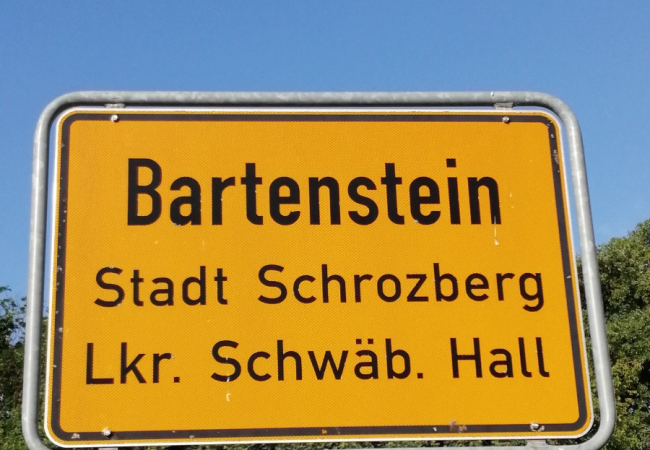 Bartenstein
Stadt Schrozberg
Lkr. Schwäb. Hall